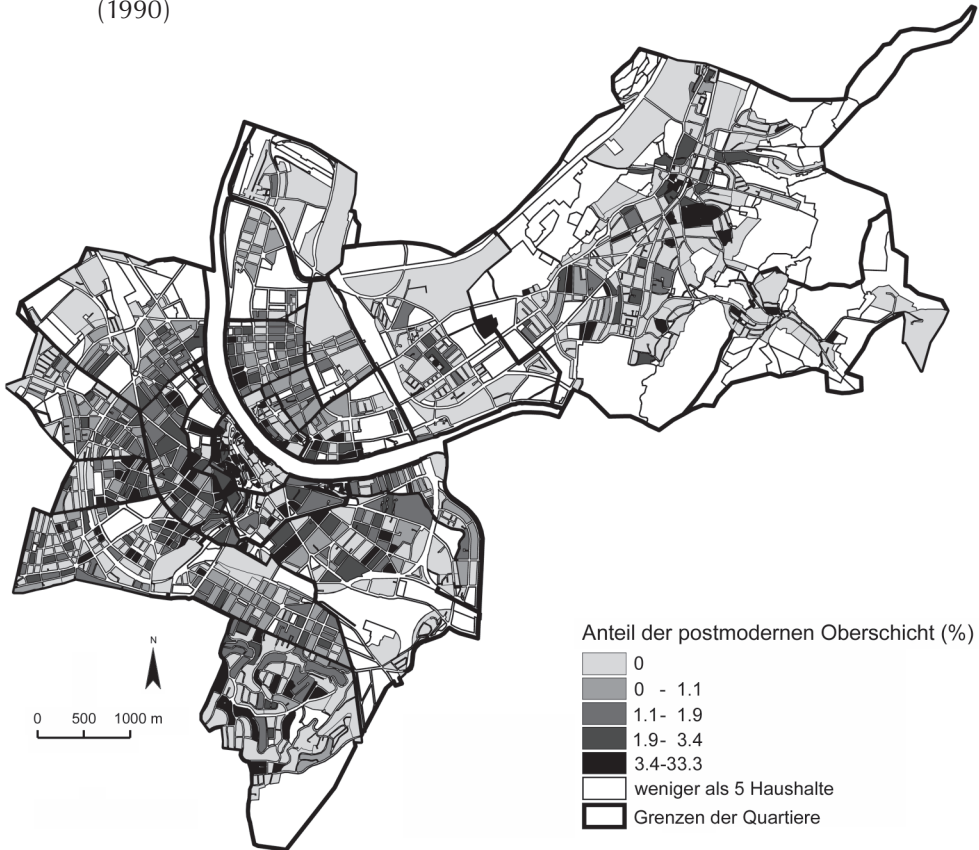 (1990)
N
0 500 1000 m
Anteil der postmodernen Oberschicht (%)
0
0 - 1.1
1.1- 1.9
1.9- 3.4
3.4-33.3
weniger als 5 Haushalte
Grenzen der Quartiere